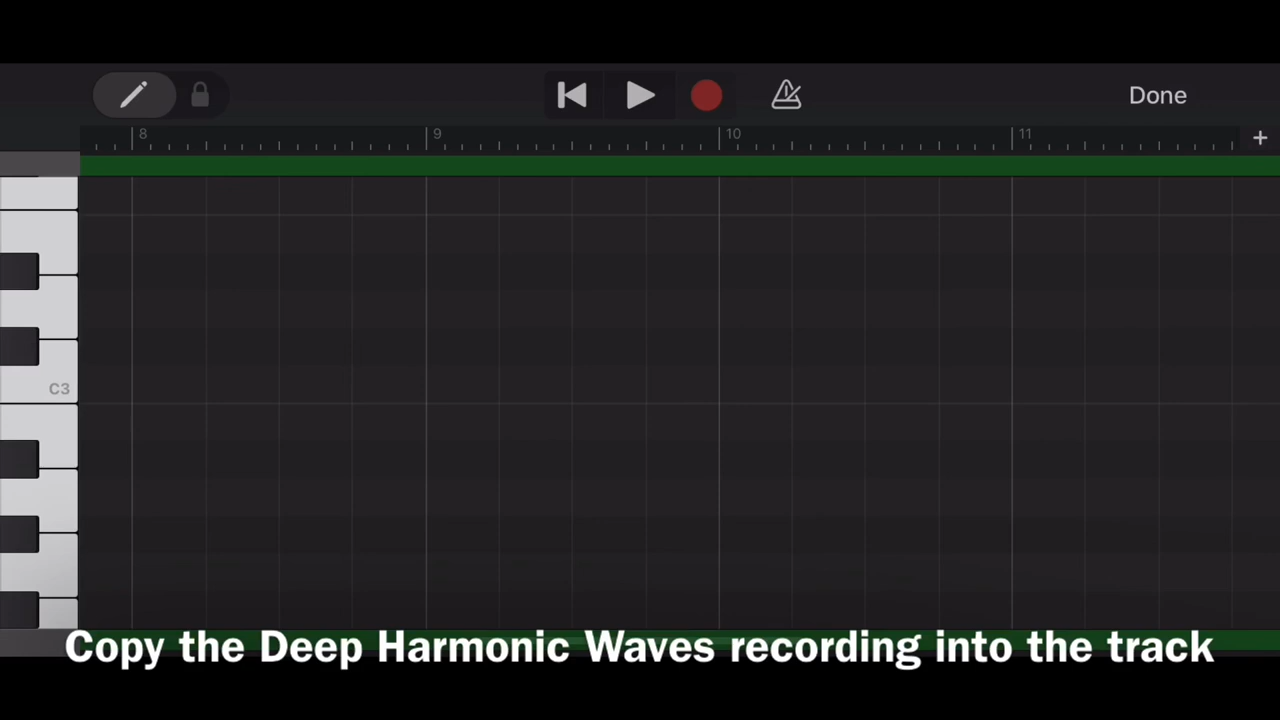 Done
8 9 10 11 +
C3
Copy the Deep Harmonic Waves recording into the track